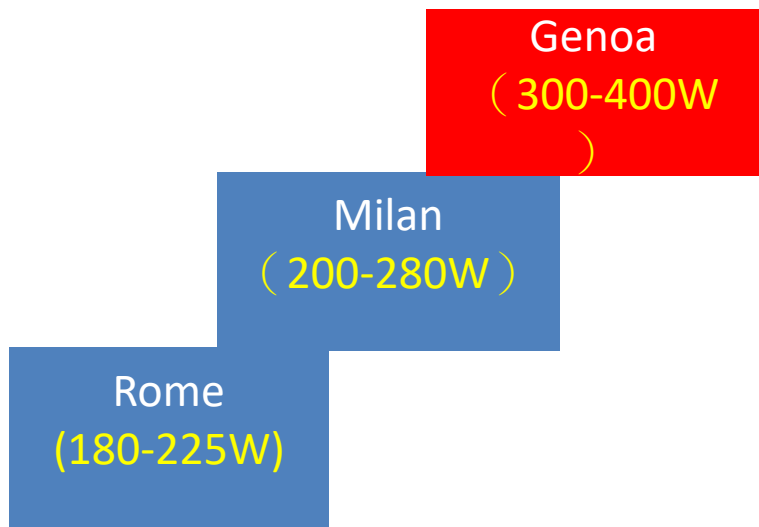 Genoa
（300-400W
）
Milan
（200-280W）
Rome
(180-225W)